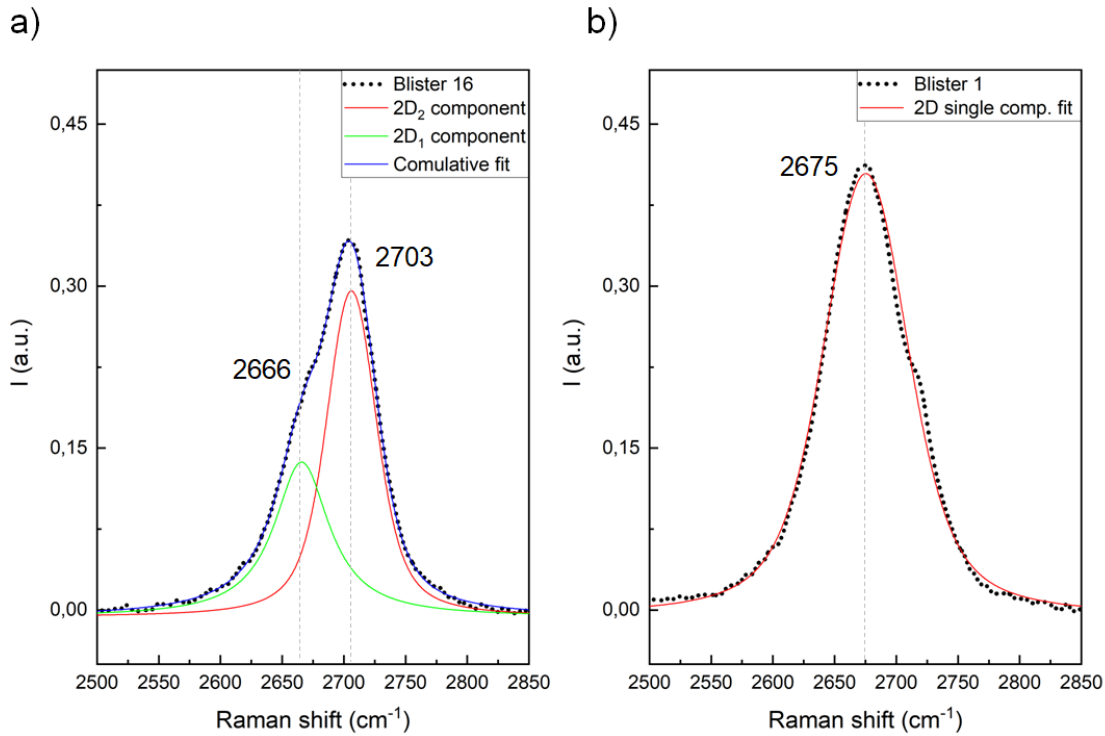 a)
Blister 16
2D₂ component
2D₁ component
Comulative fit
2666
2703
0,45
0,30
0,15
0,00
I (a.u.)
2500 2550 2600 2650 2700 2750 2800 2850
Raman shift (cm⁻¹)
b)
Blister 1
2D single comp. fit
2675
0,45
0,30
0,15
0,00
I (a.u.)
2500 2550 2600 2650 2700 2750 2800 2850
Raman shift (cm⁻¹)